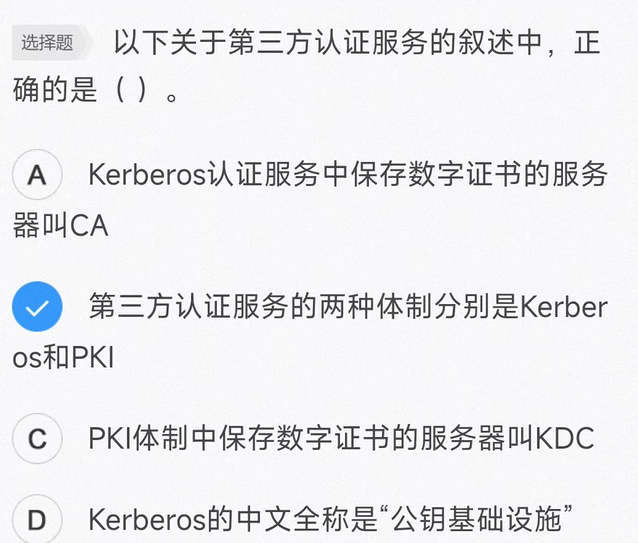 选择题 以下关于第三方认证服务的叙述中，正
确的是（ ）。
A Kerberos认证服务中保存数字证书的服务
器叫CA
第三方认证服务的两种体制分别是Kerber
os和PKI
C PKI体制中保存数字证书的服务器叫KDC
D Kerberos的中文全称是“公钥基础设施”